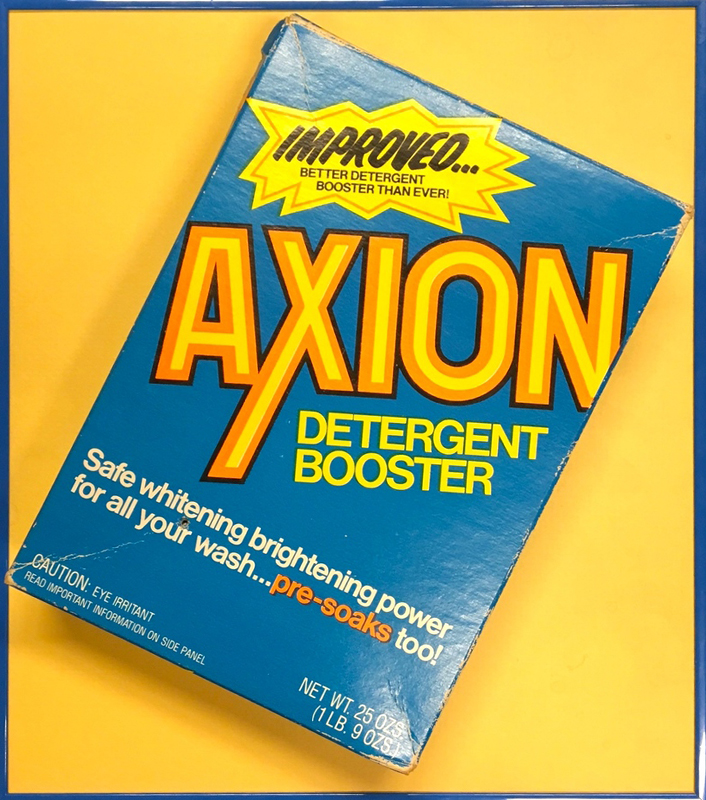 IMPROVED...
BETTER DETERGENT
BOOSTER THAN EVER!
AXION
DETERGENT
BOOSTER
Safe whitening brightening power
for all your wash...pre-soaks too!
CAUTION: EYE IRRITANT
READ IMPORTANT INFORMATION ON SIDE PANEL
NET WT. 25 OZS.
(1 LB. 9 OZS.)